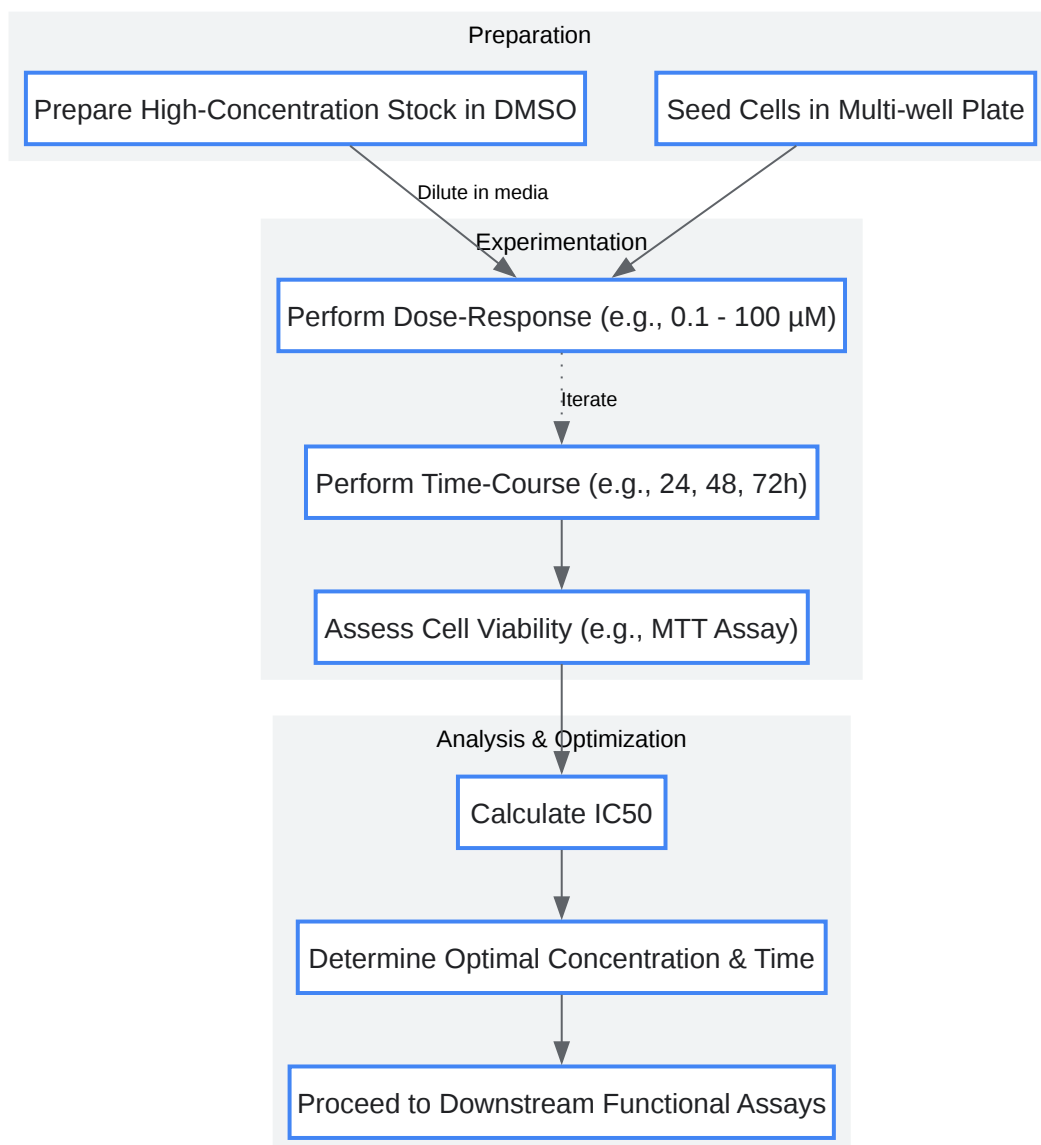 Preparation
Prepare High-Concentration Stock in DMSO
Seed Cells in Multi-well Plate
Dilute in media
Experimentation
Perform Dose-Response (e.g., 0.1 - 100 µM)
Iterate
Perform Time-Course (e.g., 24, 48, 72h)
Assess Cell Viability (e.g., MTT Assay)
Analysis & Optimization
Calculate IC50
Determine Optimal Concentration & Time
Proceed to Downstream Functional Assays